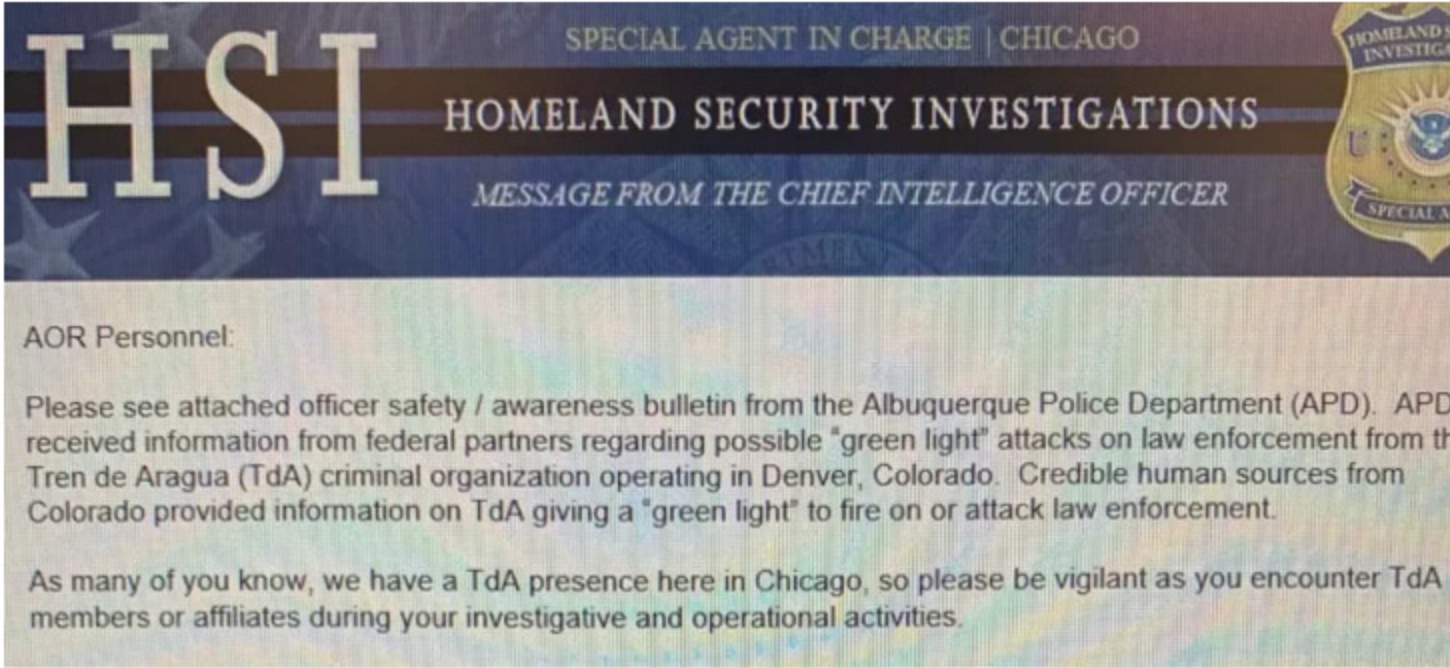 HSI
SPECIAL AGENT IN CHARGE | CHICAGO
HOMELAND SECURITY INVESTIGATIONS
MESSAGE FROM THE CHIEF INTELLIGENCE OFFICER
HOMELAND
U
SPECIAL
AOR Personnel:
Please see attached officer safety / awareness bulletin from the Albuquerque Police Department (APD). APD
received information from federal partners regarding possible "green light" attacks on law enforcement from th
Tren de Aragua (TdA) criminal organization operating in Denver, Colorado. Credible human sources from
Colorado provided information on TdA giving a "green light" to fire on or attack law enforcement.
As many of you know, we have a TdA presence here in Chicago, so please be vigilant as you encounter TdA
members or affiliates during your investigative and operational activities.